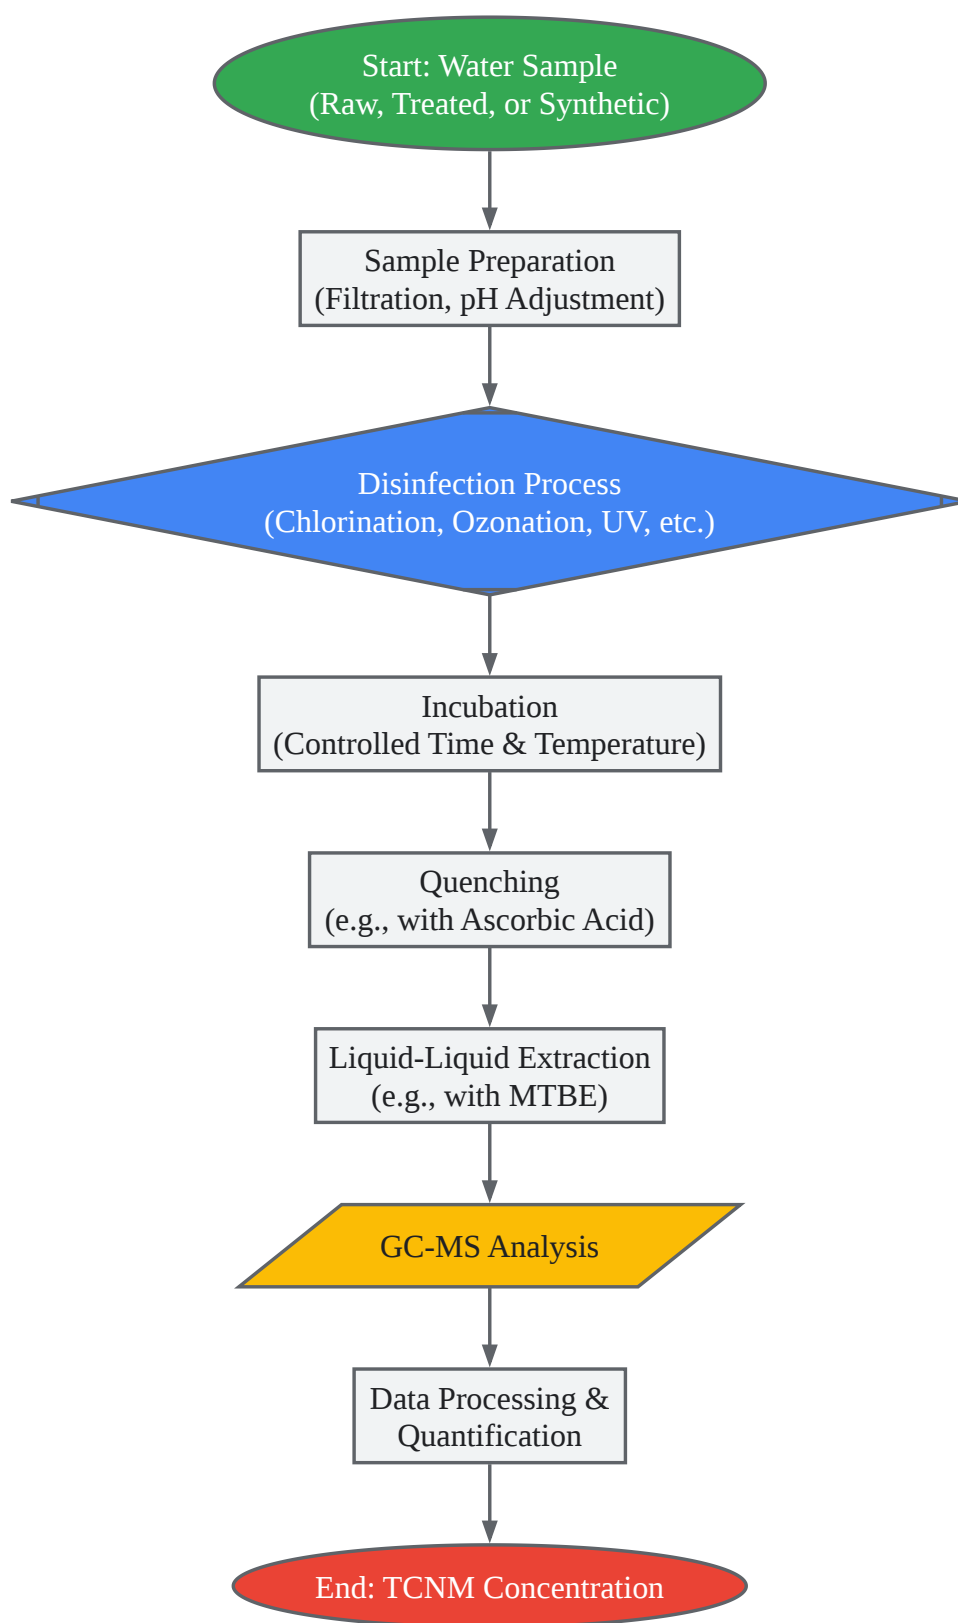 Start: Water Sample
(Raw, Treated, or Synthetic)
Sample Preparation
(Filtration, pH Adjustment)
Disinfection Process
(Chlorination, Ozonation, UV, etc.)
Incubation
(Controlled Time & Temperature)
Quenching
(e.g., with Ascorbic Acid)
Liquid-Liquid Extraction
(e.g., with MTBE)
GC-MS Analysis
Data Processing &
Quantification
End: TCNM Concentration